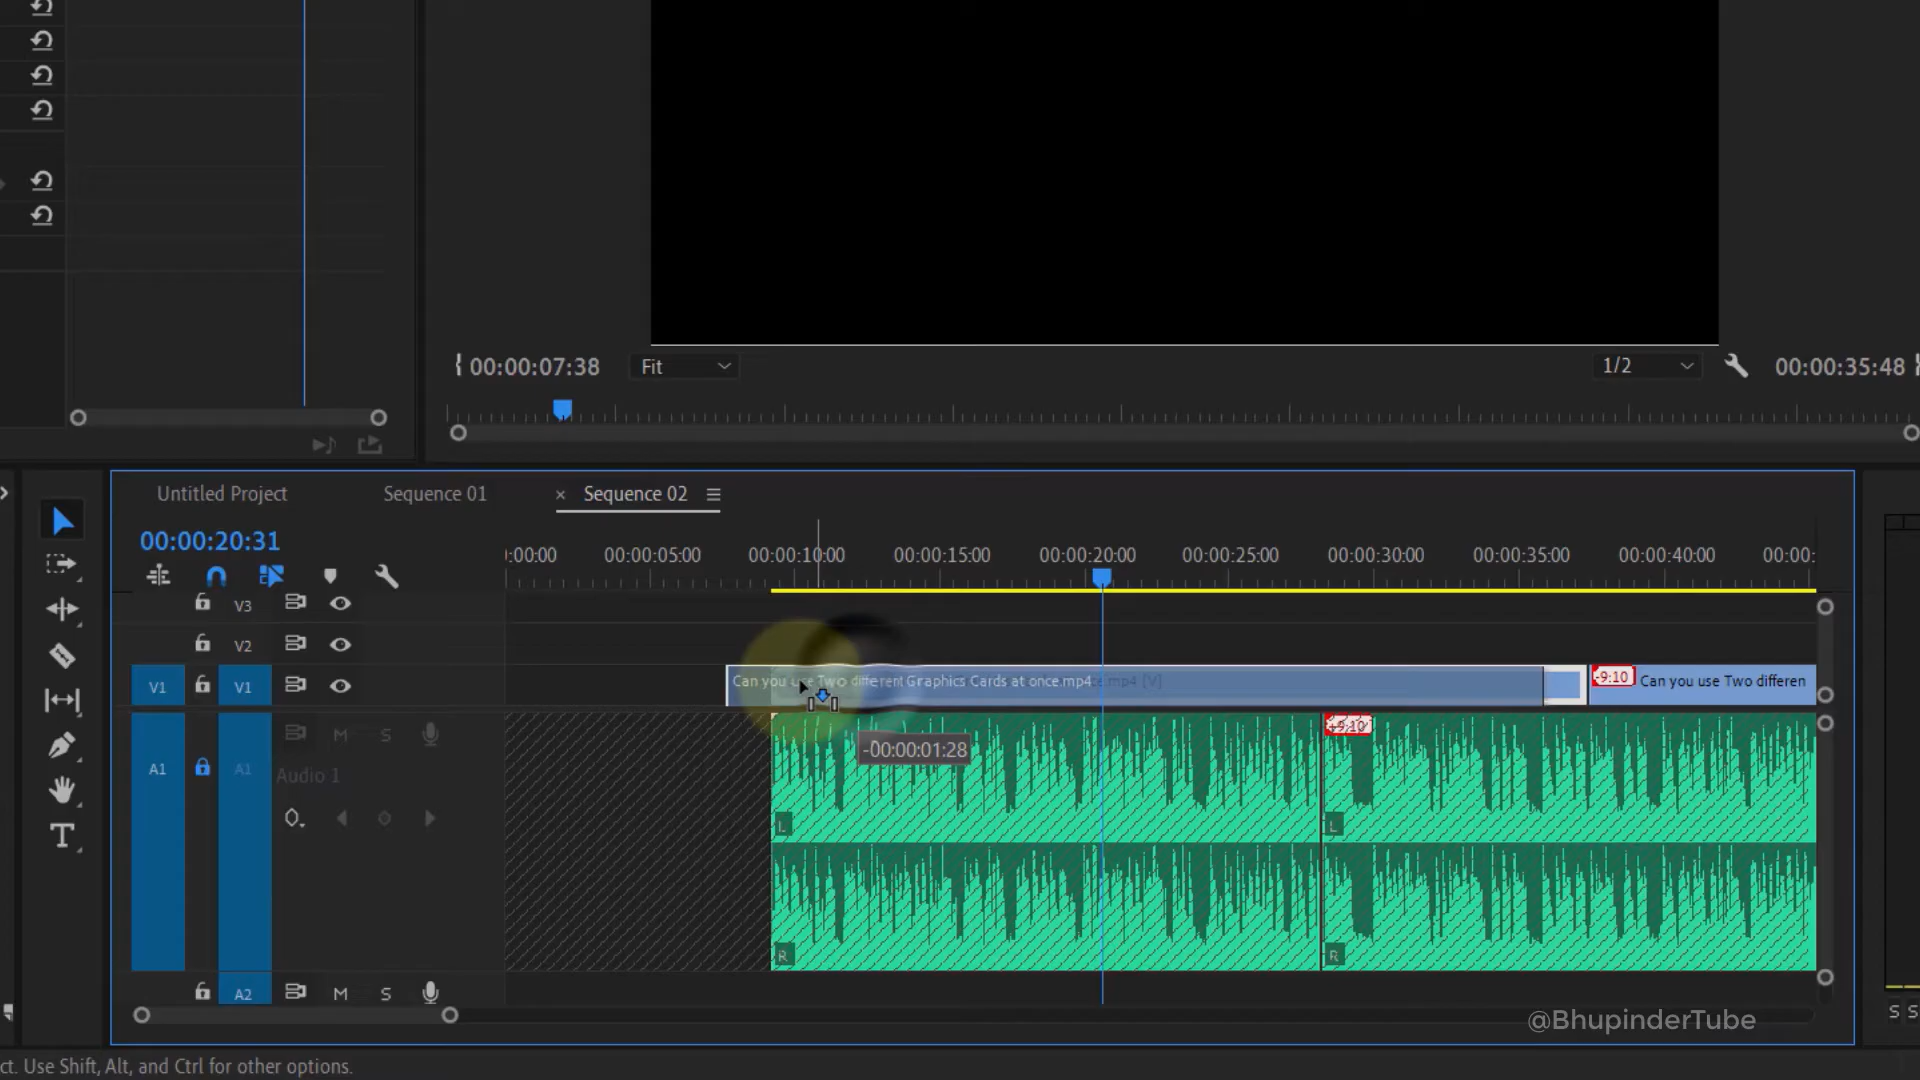 00:00:07:38
Fit
1/2
00:00:35:48
Untitled Project
Sequence 01
× Sequence 02
00:00:20:31
:00:00 00:00:05:00 00:00:10:00 00:00:15:00 00:00:20:00 00:00:25:00 00:00:30:00 00:00:35:00 00:00:40:00 00:00:
V3
V2
V1 V1
Can you use Two different Graphics Cards at once.mp4
.mp4 [V]
-9:10 Can you use Two differen
M S
-9:10
-00:00:01:28
A1 A1
Audio 1
L L
R R
A2 M S
T
S S
@BhupinderTube
ct. Use Shift, Alt, and Ctrl for other options.